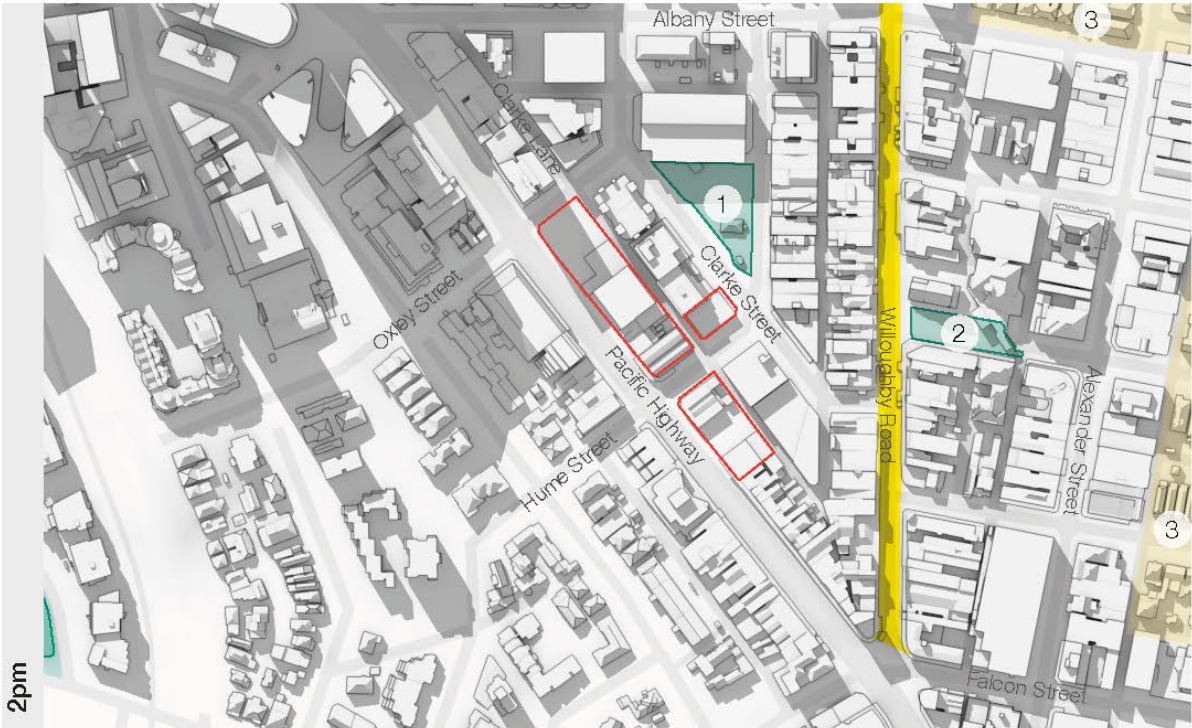 Albany Street
3
Clarke Lane
1
Clarke Street
Oxley Street
Willoughby Road
2
Pacific Highway
Alexander Street
Hume Street
3
2pm
Falcon Street